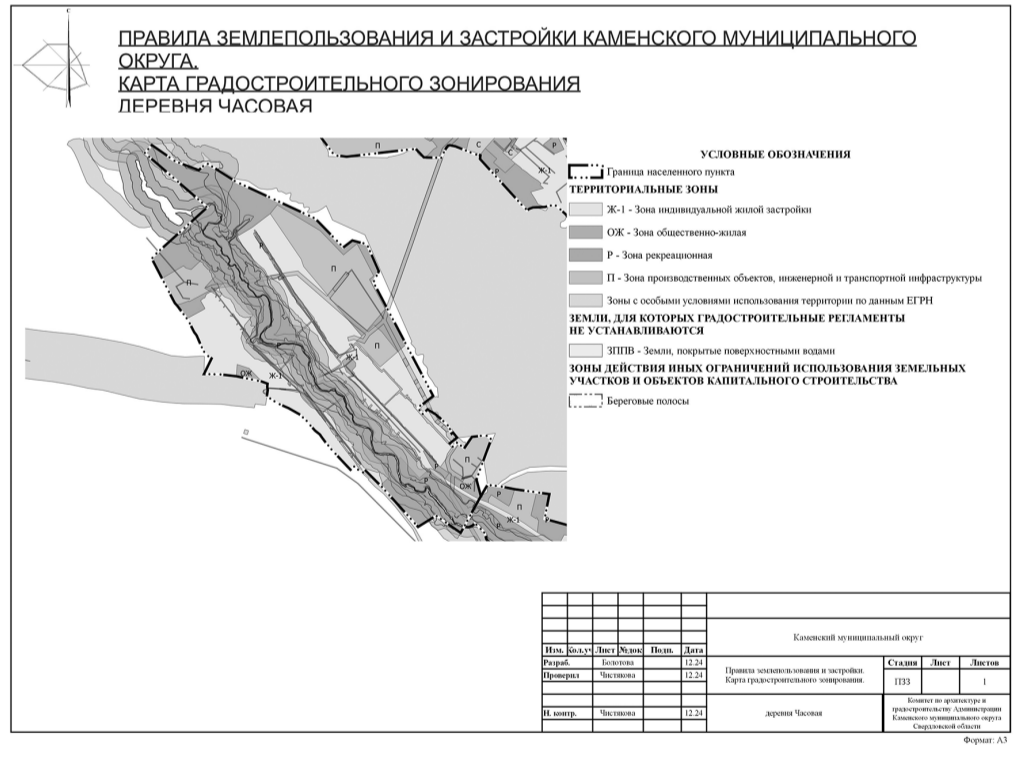 С
ПРАВИЛА ЗЕМЛЕПОЛЬЗОВАНИЯ И ЗАСТРОЙКИ КАМЕНСКОГО МУНИЦИПАЛЬНОГО
ОКРУГА.
КАРТА ГРАДОСТРОИТЕЛЬНОГО ЗОНИРОВАНИЯ
ДЕРЕВНЯ ЧАСОВАЯ
П
С
С
Р
Р
Ж-1
Р
П
П
П
Ж-1
ОЖ
Ж-1
Р
П
Р
ОЖ
Р
П
Ж-1
Р
Р
УСЛОВНЫЕ ОБОЗНАЧЕНИЯ
Граница населенного пункта
ТЕРРИТОРИАЛЬНЫЕ ЗОНЫ
Ж-1 - Зона индивидуальной жилой застройки
ОЖ - Зона общественно-жилая
Р - Зона рекреационная
П - Зона производственных объектов, инженерной и транспортной инфраструктуры
Зоны с особыми условиями использования территории по данным ЕГРН
ЗЕМЛИ, ДЛЯ КОТОРЫХ ГРАДОСТРОИТЕЛЬНЫЕ РЕГЛАМЕНТЫ
НЕ УСТАНАВЛИВАЮТСЯ
ЗППВ - Земли, покрытые поверхностными водами
ЗОНЫ ДЕЙСТВИЯ ИНЫХ ОГРАНИЧЕНИЙ ИСПОЛЬЗОВАНИЯ ЗЕМЕЛЬНЫХ
УЧАСТКОВ И ОБЪЕКТОВ КАПИТАЛЬНОГО СТРОИТЕЛЬСТВА
Береговые полосы
Каменский муниципальный округ
Изм. Кол.уч Лист №док Подп. Дата
Разраб. Болотова 12.24
Проверил Чистякова 12.24
Н. контр. Чистякова 12.24
Правила землепользования и застройки.
Карта градостроительного зонирования.
Стадия Лист Листов
ПЗЗ 1
деревня Часовая
Комитет по архитектуре и
градостроительству Администрации
Каменского муниципального округа
Свердловской области
Формат: А3